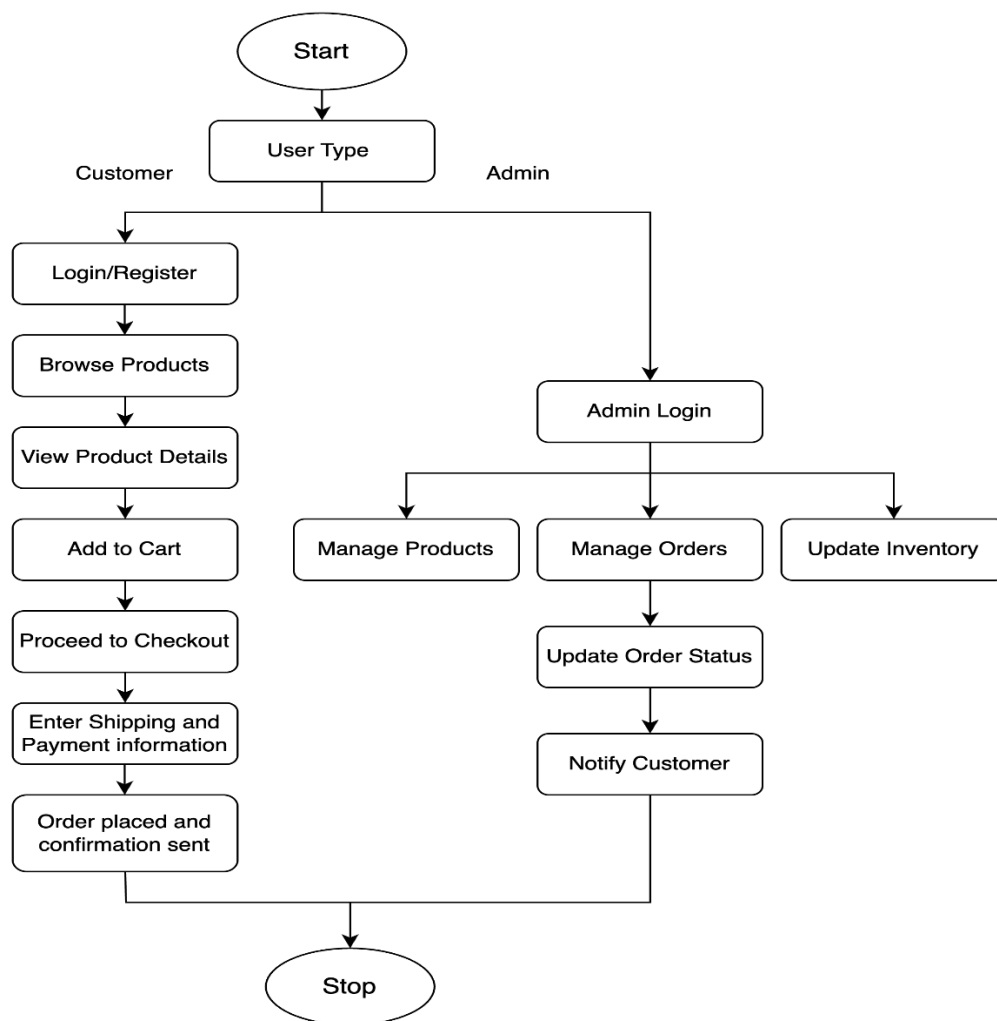 Start
User Type
Customer
Admin
Login/Register
Browse Products
Admin Login
View Product Details
Add to Cart
Manage Products
Manage Orders
Update Inventory
Proceed to Checkout
Update Order Status
Enter Shipping and
Payment information
Notify Customer
Order placed and
confirmation sent
Stop